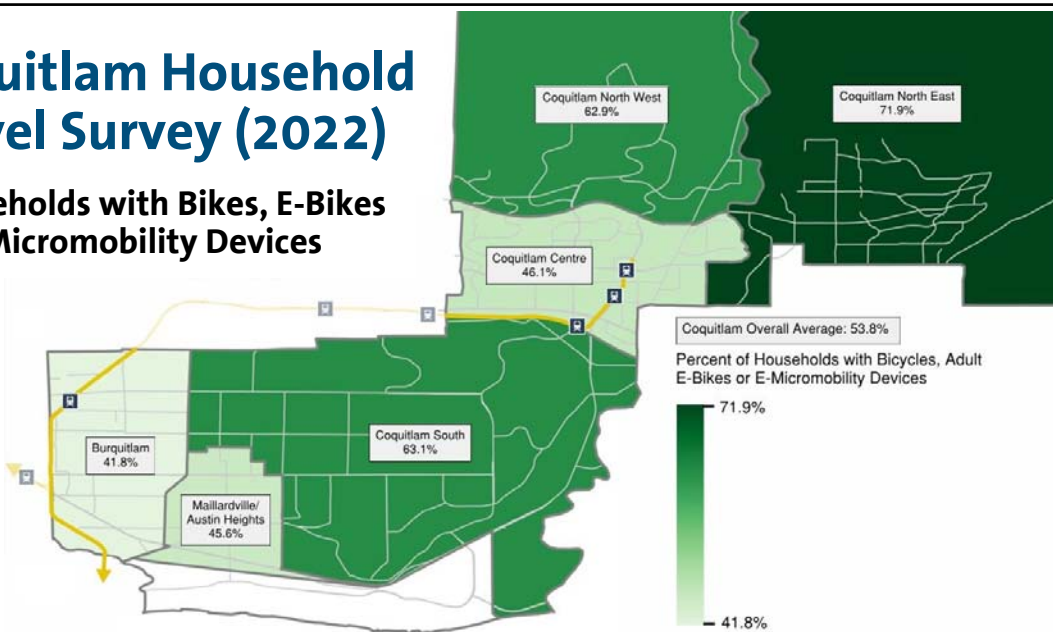 uitlam Household
vel Survey (2022)
eholds with Bikes, E-Bikes
Micromobility Devices
Coquitlam North West
62.9%
Coquitlam North East
71.9%
Coquitlam Centre
46.1%
Coquitlam Overall Average: 53.8%
Percent of Households with Bicycles, Adult
E-Bikes or E-Micromobility Devices
71.9%
41.8%
Burquitlam
41.8%
Coquitlam South
63.1%
Maillardville/
Austin Heights
45.6%